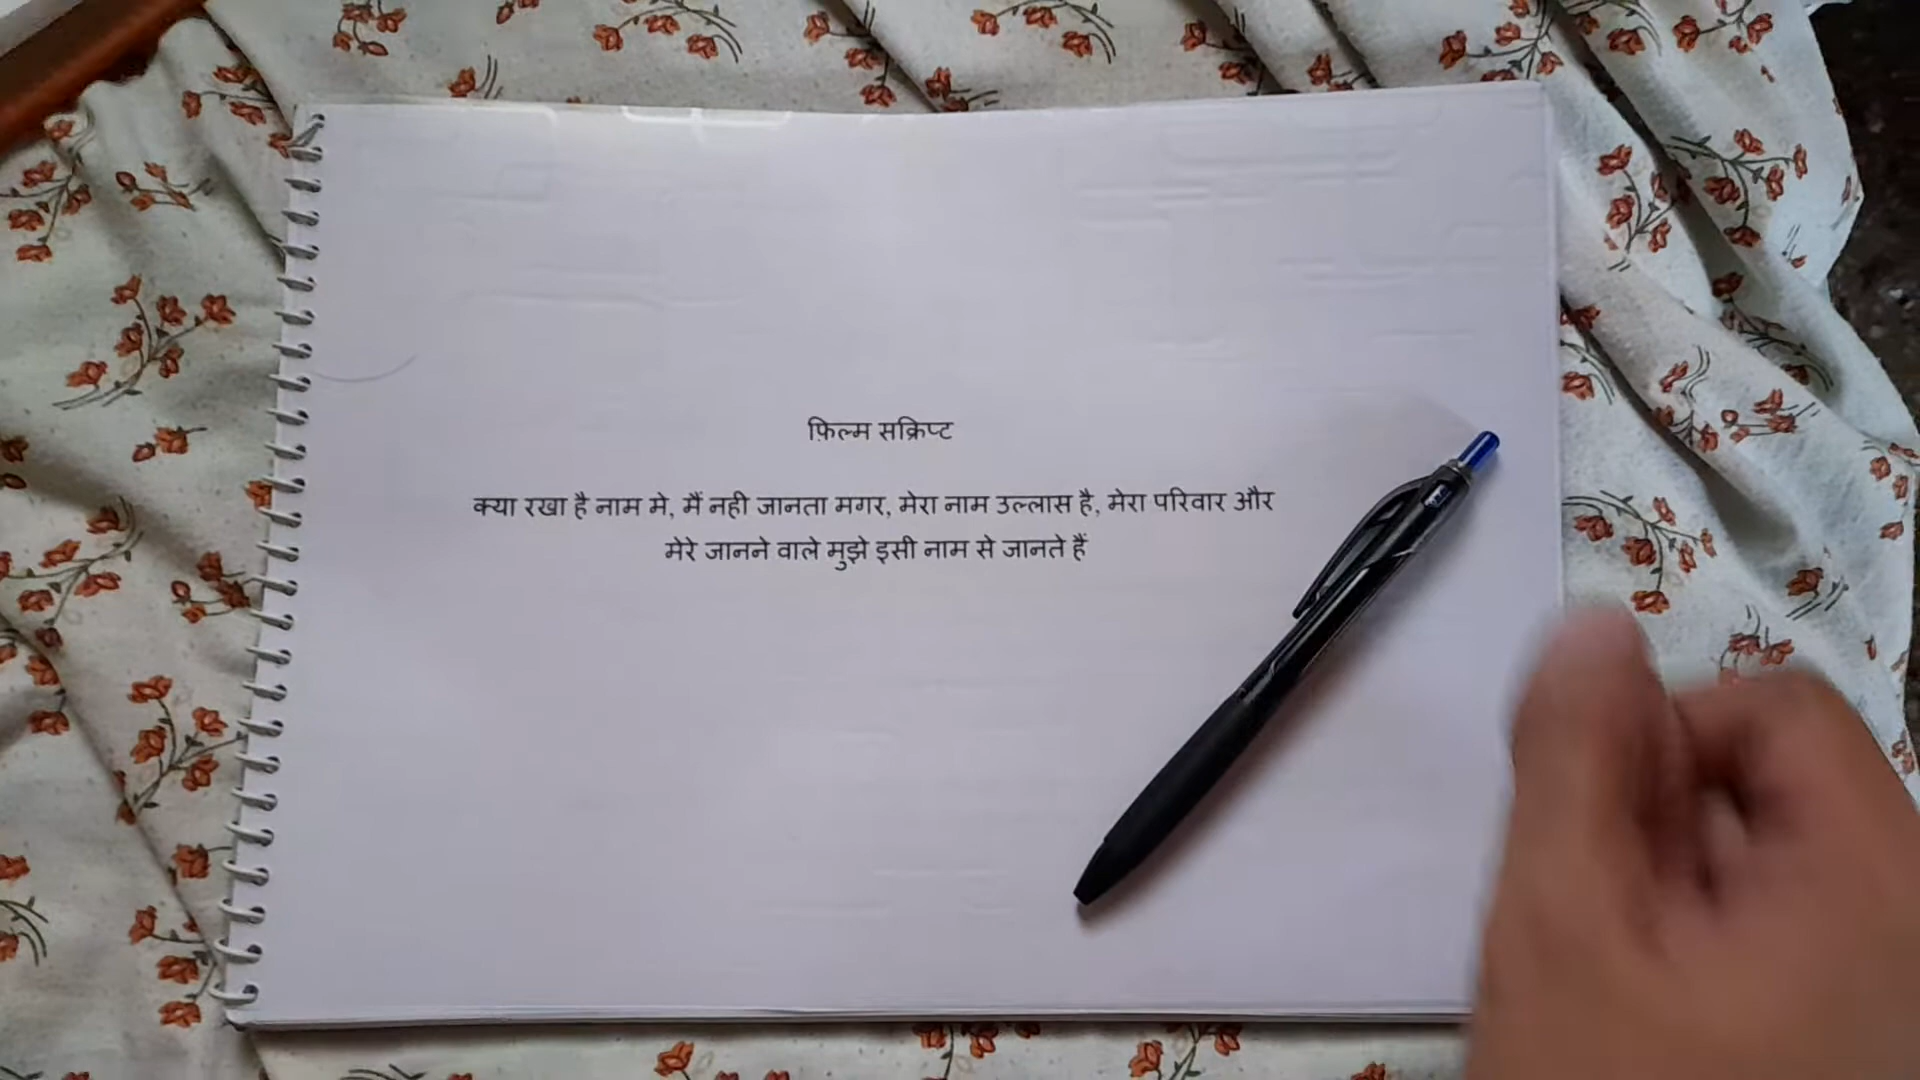 फ़िल्म सक्रिप्ट
क्या रखा है नाम मे, मैं नही जानता मगर, मेरा नाम उल्लास है, मेरा परिवार और
मेरे जानने वाले मुझे इसी नाम से जानते हैं